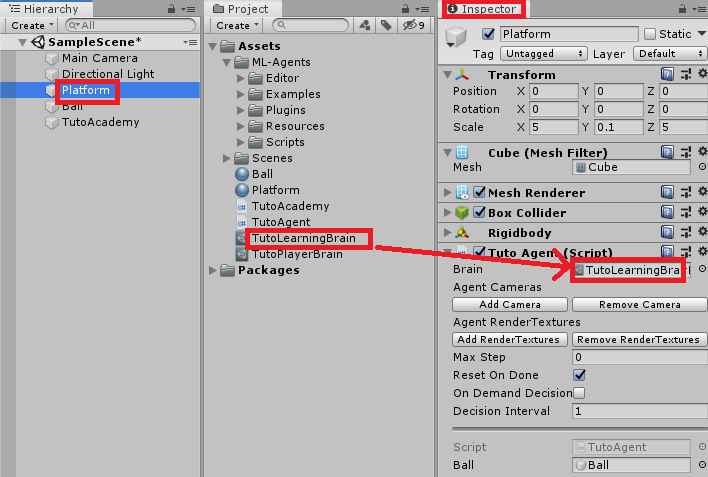 Hierarchy
Create
All
SampleScene*
Main Camera
Directional Light
Platform
Ball
TutoAcademy
Project
Create
9
Assets
ML-Agents
Editor
Examples
Plugins
Resources
Scripts
Scenes
Ball
Platform
TutoAcademy
TutoAgent
TutoLearningBrain
TutoPlayerBrain
Packages
Inspector
Platform
Static
Tag Untagged Layer Default
Transform
Position X 0 Y 0 Z 0
Rotation X 0 Y 0 Z 0
Scale X 5 Y 0.1 Z 5
Cube (Mesh Filter)
Mesh Cube
Mesh Renderer
Box Collider
Rigidbody
Tuto Agent (Script)
Brain TutoLearningBra
Agent Cameras
Add Camera Remove Camera
Agent RenderTextures
Add RenderTextures Remove RenderTextures
Max Step 0
Reset On Done
On Demand Decision
Decision Interval 1
Script TutoAgent
Ball Ball